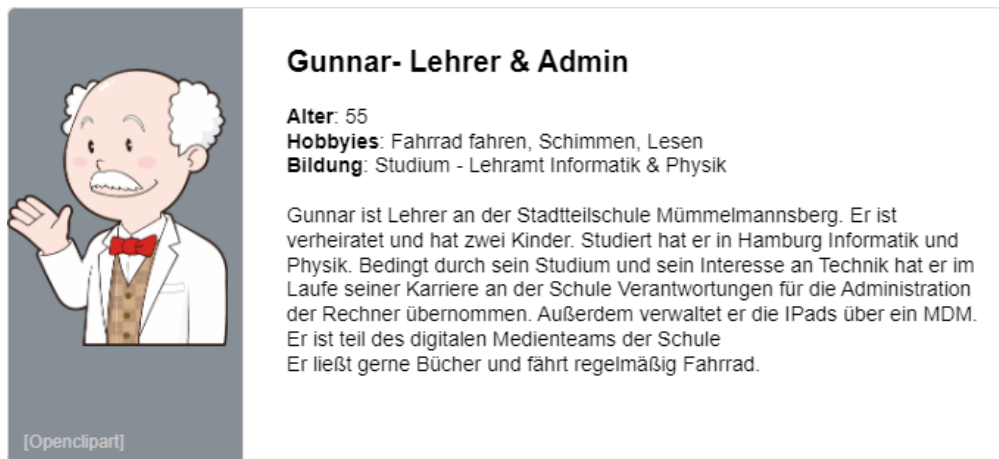 Gunnar- Lehrer & Admin
Alter: 55
Hobbyies: Fahrrad fahren, Schimmen, Lesen
Bildung: Studium - Lehramt Informatik & Physik
Gunnar ist Lehrer an der Stadtteilschule Mümmelmannsberg. Er ist
verheiratet und hat zwei Kinder. Studiert hat er in Hamburg Informatik und
Physik. Bedingt durch sein Studium und sein Interesse an Technik hat er im
Laufe seiner Karriere an der Schule Verantwortungen für die Administration
der Rechner übernommen. Außerdem verwaltet er die IPads über ein MDM.
Er ist teil des digitalen Medienteams der Schule
Er ließt gerne Bücher und fährt regelmäßig Fahrrad.
[Openclipart]